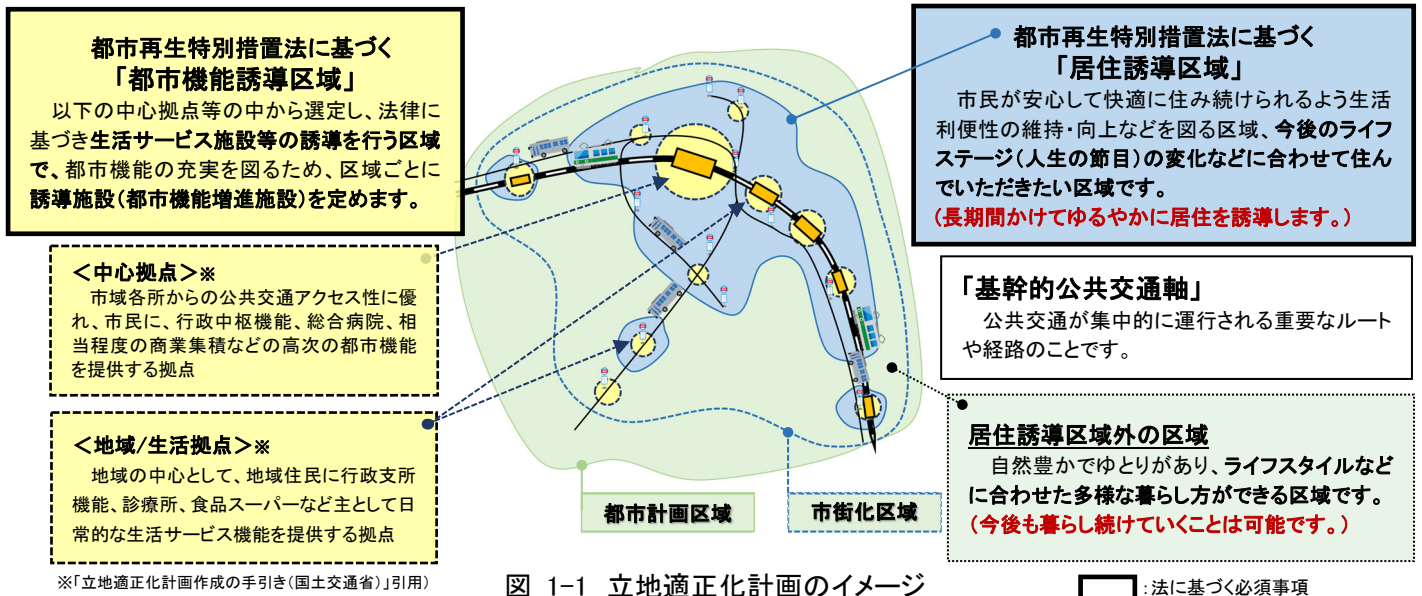 都市再生特別措置法に基づく
「都市機能誘導区域」
以下の中心拠点等の中から選定し、法律に
基づき生活サービス施設等の誘導を行う区域
で、都市機能の充実を図るため、区域ごとに
誘導施設(都市機能増進施設)を定めます。
<中心拠点>※
市域各所からの公共交通アクセス性に優
れ、市民に、行政中枢機能、総合病院、相
当程度の商業集積などの高次の都市機能
を提供する拠点
<地域/生活拠点>※
地域の中心として、地域住民に行政支所
機能、診療所、食品スーパーなど主として日
常的な生活サービス機能を提供する拠点
※「立地適正化計画作成の手引き(国土交通省)」引用)
都市計画区域
市街化区域
図 1-1 立地適正化計画のイメージ
都市再生特別措置法に基づく
「居住誘導区域」
市民が安心して快適に住み続けられるよう生活
利便性の維持・向上などを図る区域、今後のライフ
ステージ(人生の節目)の変化などに合わせて住ん
でいただきたい区域です。
(長期間かけてゆるやかに居住を誘導します。)
「基幹的公共交通軸」
公共交通が集中的に運行される重要なルート
や経路のことです。
居住誘導区域外の区域
自然豊かでゆとりがあり、ライフスタイルなど
に合わせた多様な暮らし方ができる区域です。
(今後も暮らし続けていくことは可能です。)
:法に基づく必須事項